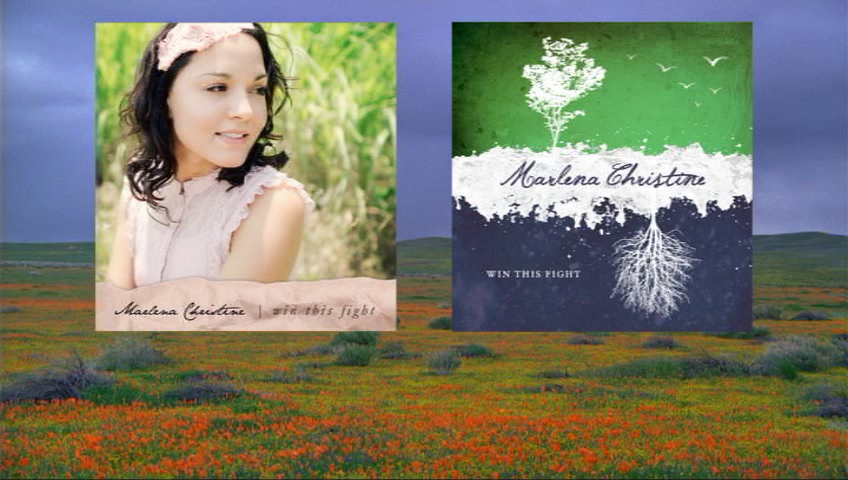 Marlena Christine | win this fight
Marlena Christine
WIN THIS FIGHT